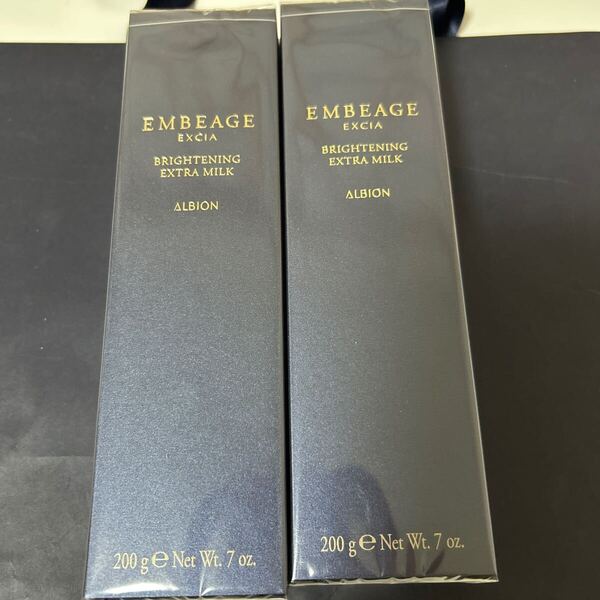 EMBEAGE
EXCIA
BRIGHTENING
EXTRA MILK
ALBION
200 g ℮ Net Wt. 7 oz.
EMBEAGE
EXCIA
BRIGHTENING
EXTRA MILK
ALBION
200 g ℮ Net Wt. 7 oz.